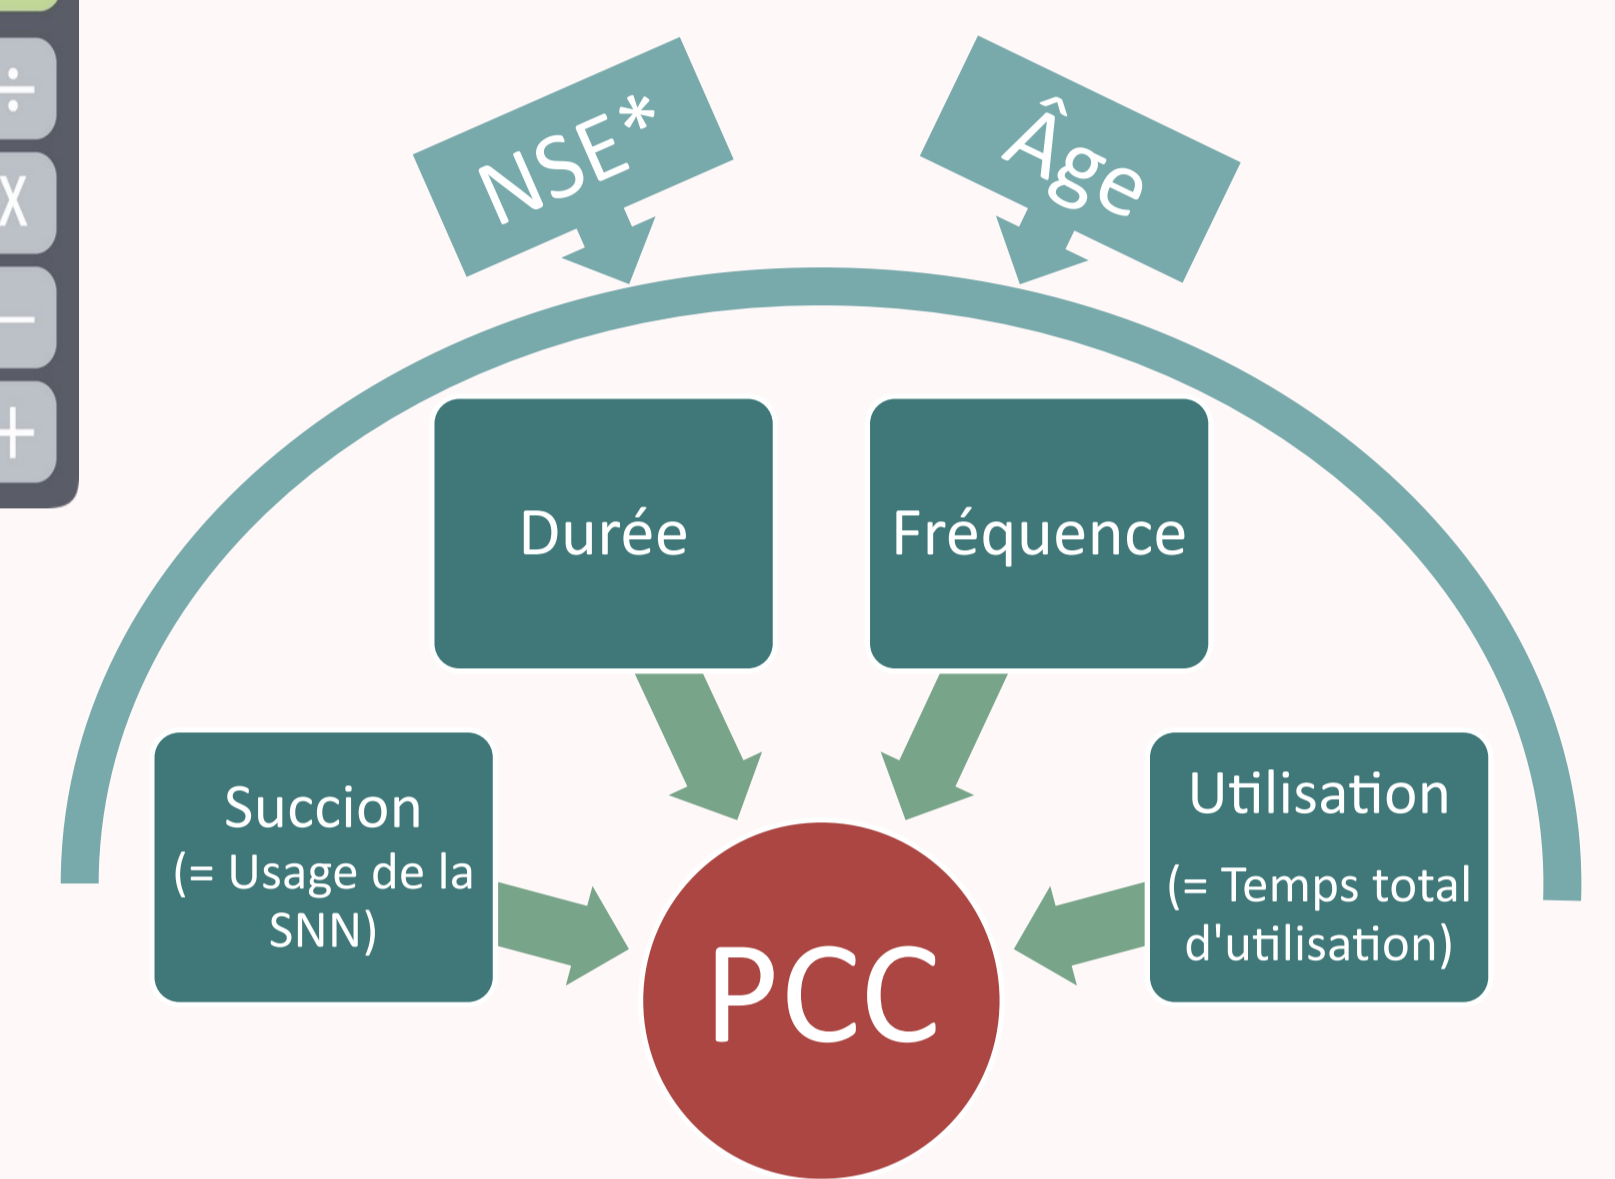 ÷
X
−
+
NSE*
Âge
Durée
Fréquence
Succion
(= Usage de la
SNN)
Utilisation
(= Temps total
d'utilisation)
PCC